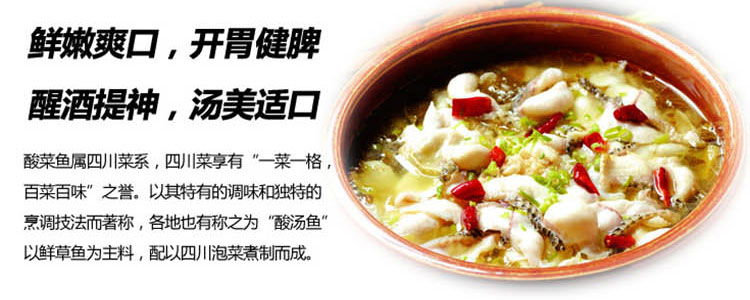 鲜嫩爽口，开胃健脾
醒酒提神，汤美适口
酸菜鱼属四川菜系，四川菜享有“一菜一格，
百菜百味”之誉。以其特有的调味和独特的
烹调技法而著称，各地也有称之为“酸汤鱼”
以鲜草鱼为主料，配以四川泡菜煮制而成。